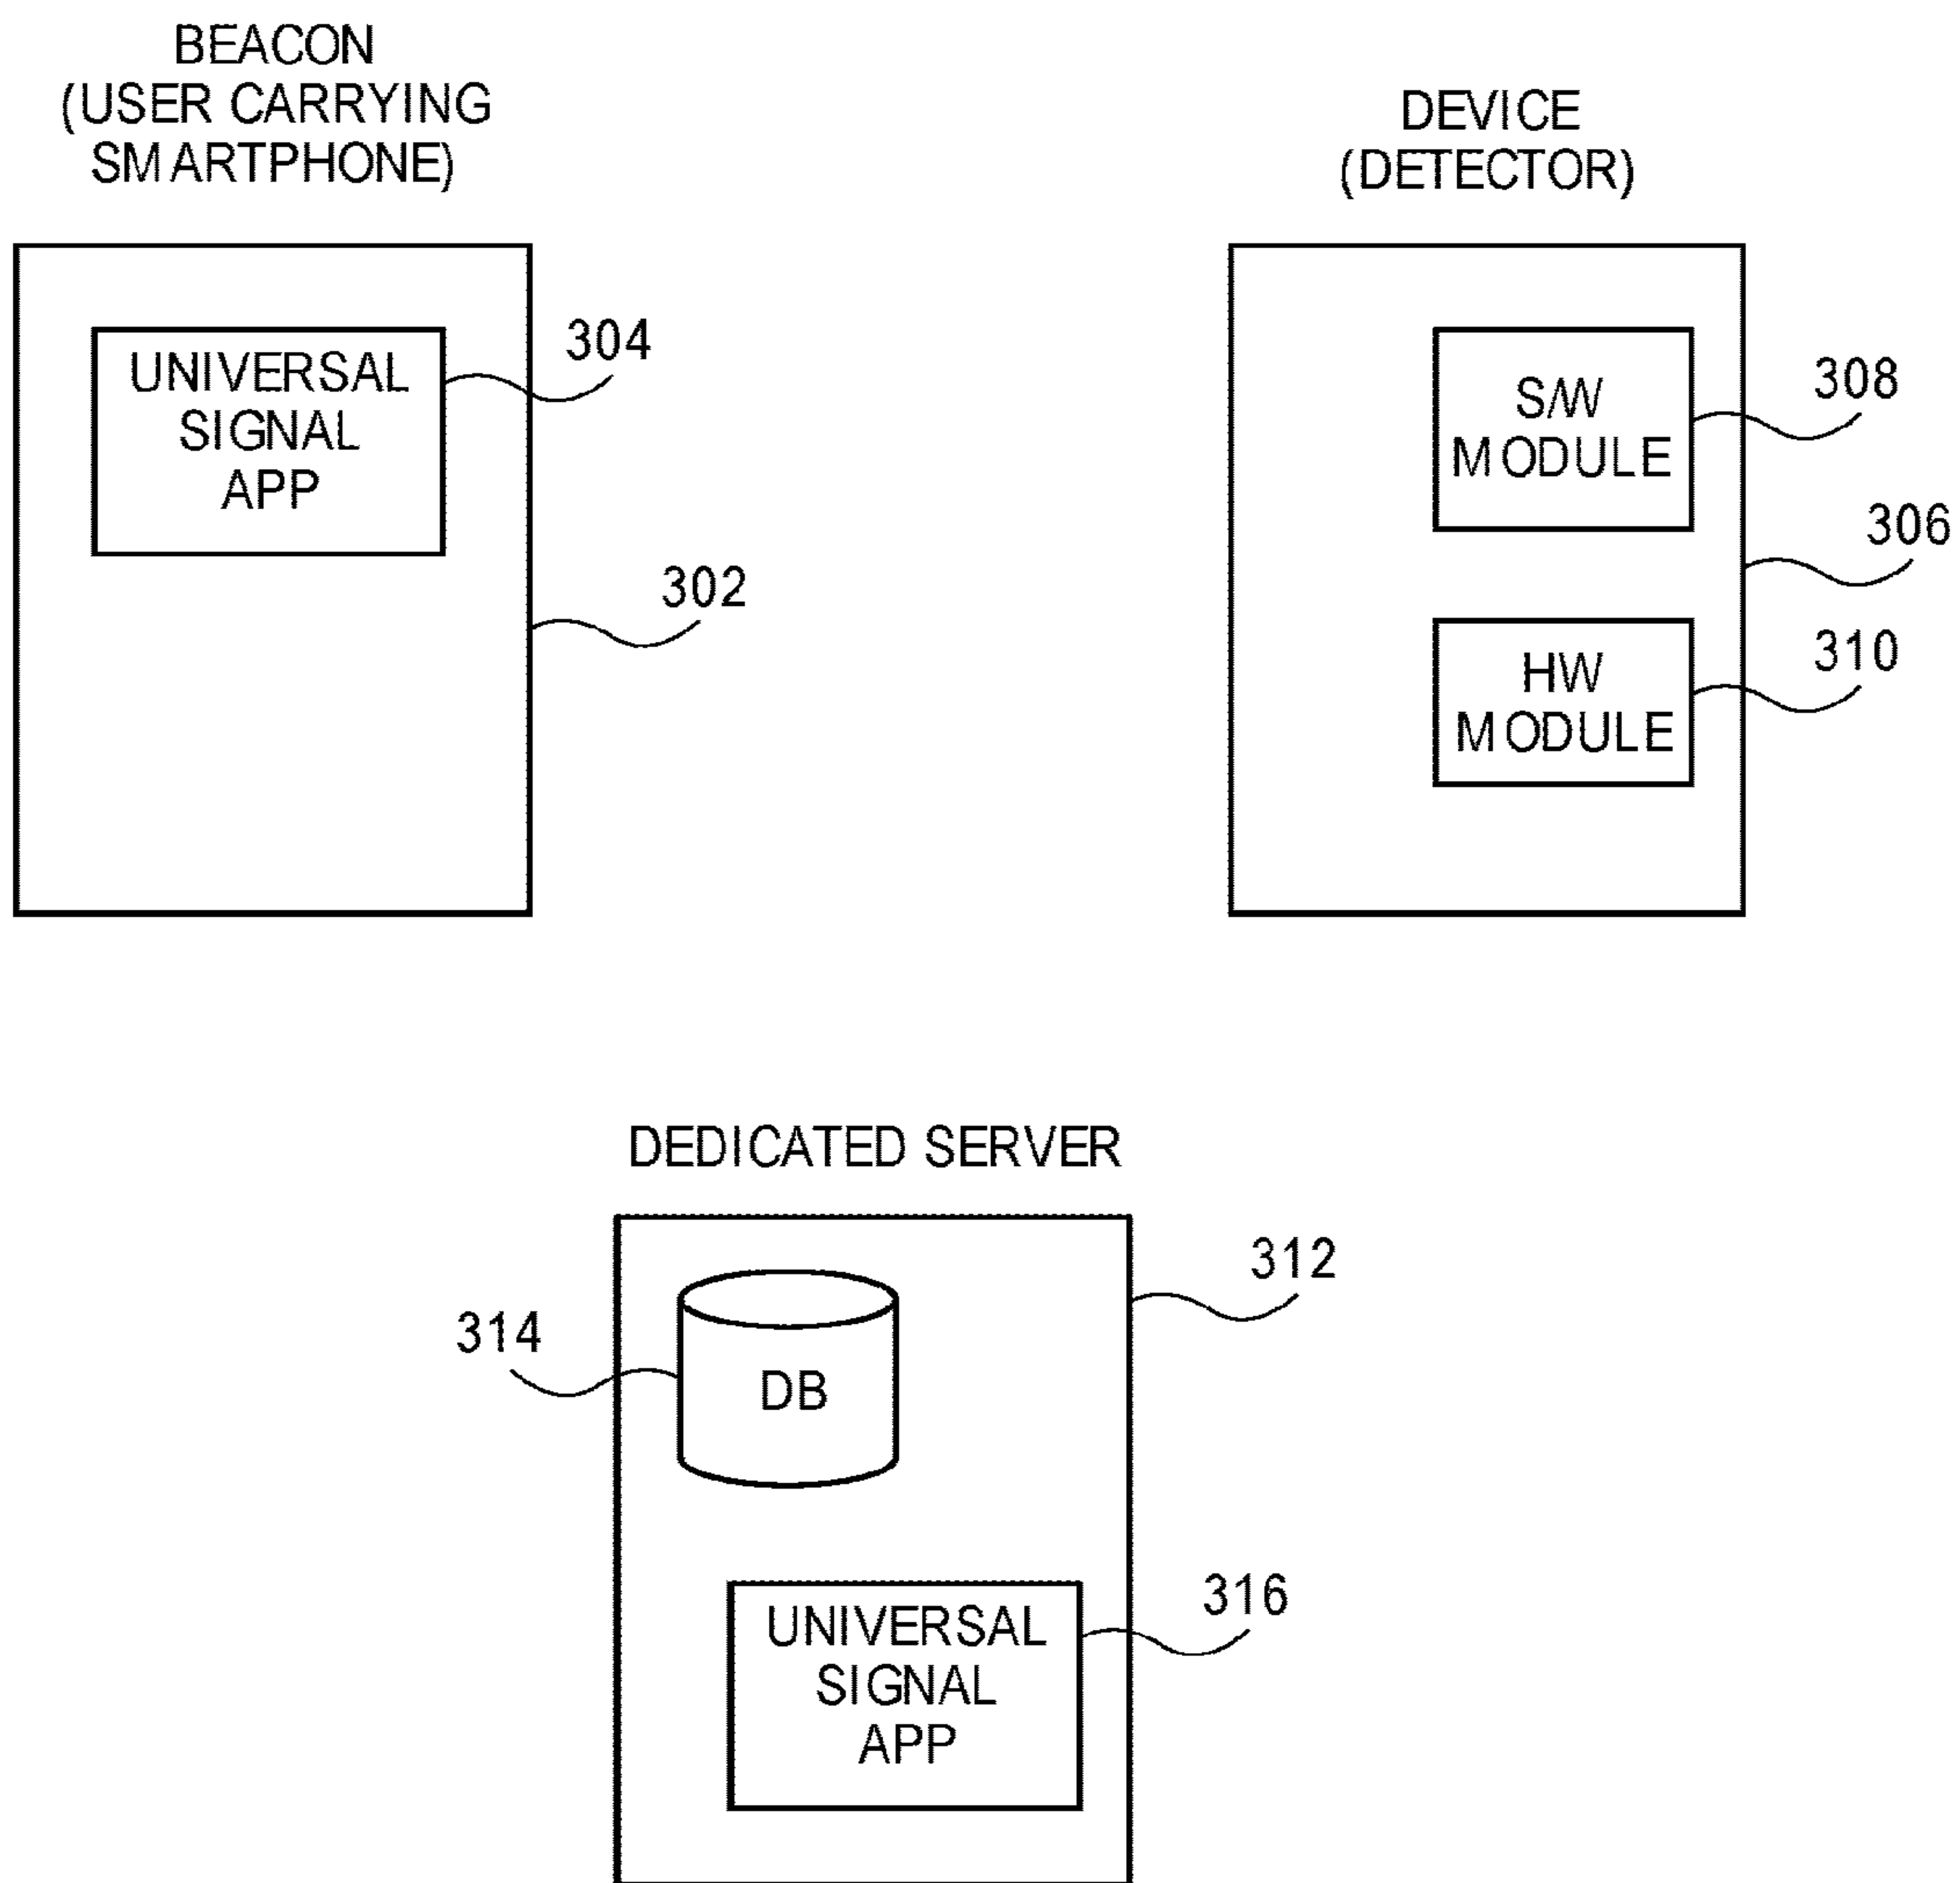 BEACON
(USER CARRYING
SMARTPHONE)
DEVICE
(DETECTOR)
UNIVERSAL
SIGNAL
APP
304
302
S/W
MODULE
308
306
HW
MODULE
310
DEDICATED SERVER
312
314
DB
UNIVERSAL
SIGNAL
APP
316